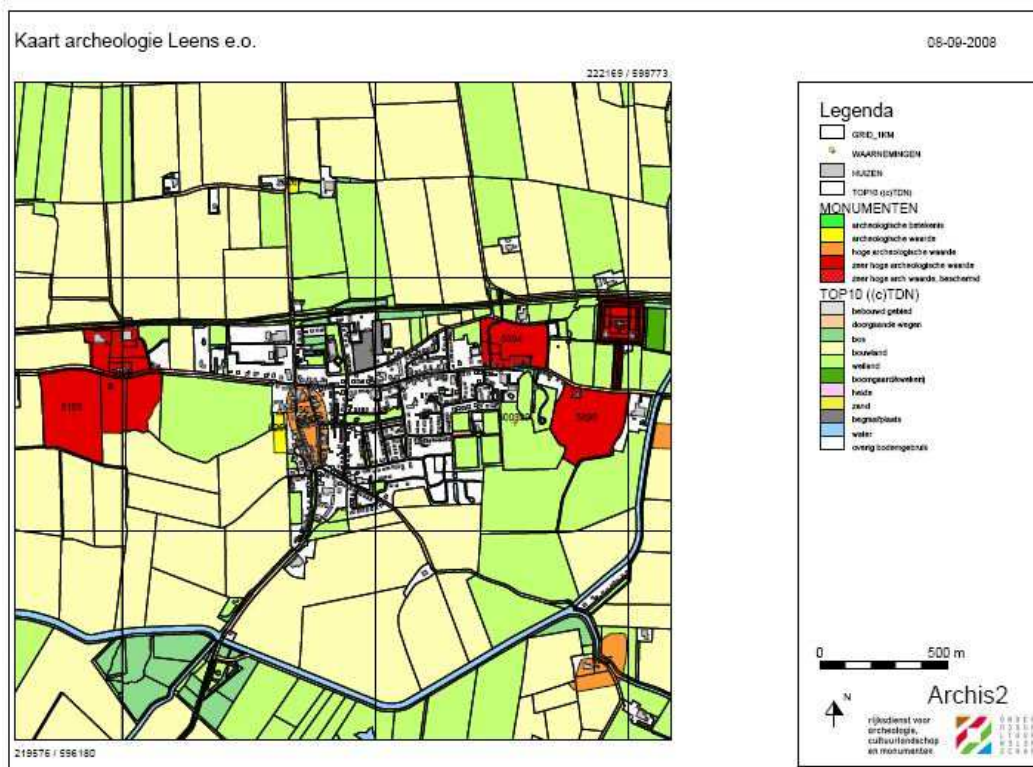 Kaart archeologie Leens e.o.
08-09-2008
222169 / 598773
Legenda
GRID_1KM
WAARNEMINGEN
HUIZEN
TOP10 ((c)TDN)
MONUMENTEN
archeologische betekenis
archeologische waarde
hoge archeologische waarde
zeer hoge archeologische waarde
zeer hoge arch waarde, beschermd
TOP10 ((c)TDN)
bebouwd gebied
doorgaande wegen
bos
bouwland
weiland
boomgaard/kwekerij
heide
zand
begraafplaats
water
overig bodemgebruik
0 500 m
N
Archis2
rijksdienst voor
archeologie,
cultuurlandschap
en monumenten
219576 / 596180